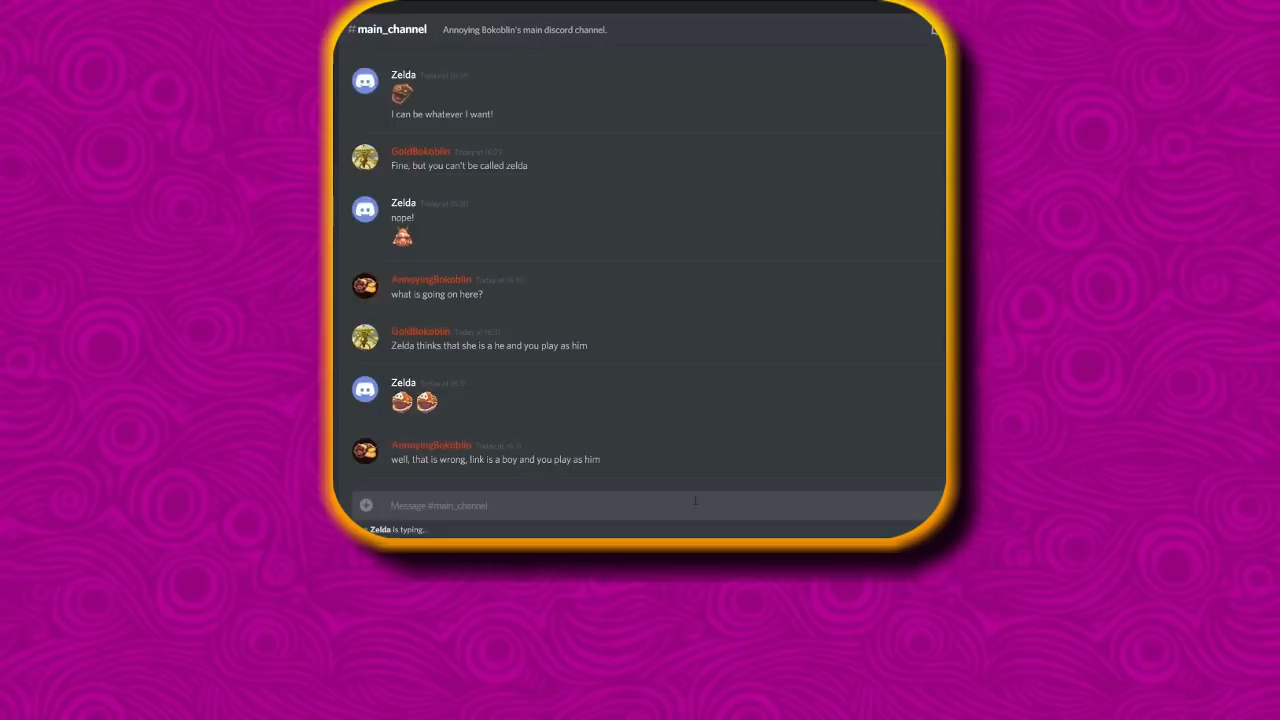 #main_channel Annoying Bokoblin's main discord channel.
Zelda
I can be whatever I want!
GoldBokoblin
Fine, but you can't be called zelda
Zelda
nope!
AnnoyingBokoblin
what is going on here?
GoldBokoblin
Zelda thinks that she is a he and you play as him
Zelda
AnnoyingBokoblin
well, that is wrong, link is a boy and you play as him
Message #main_channel
Zelda is typing...